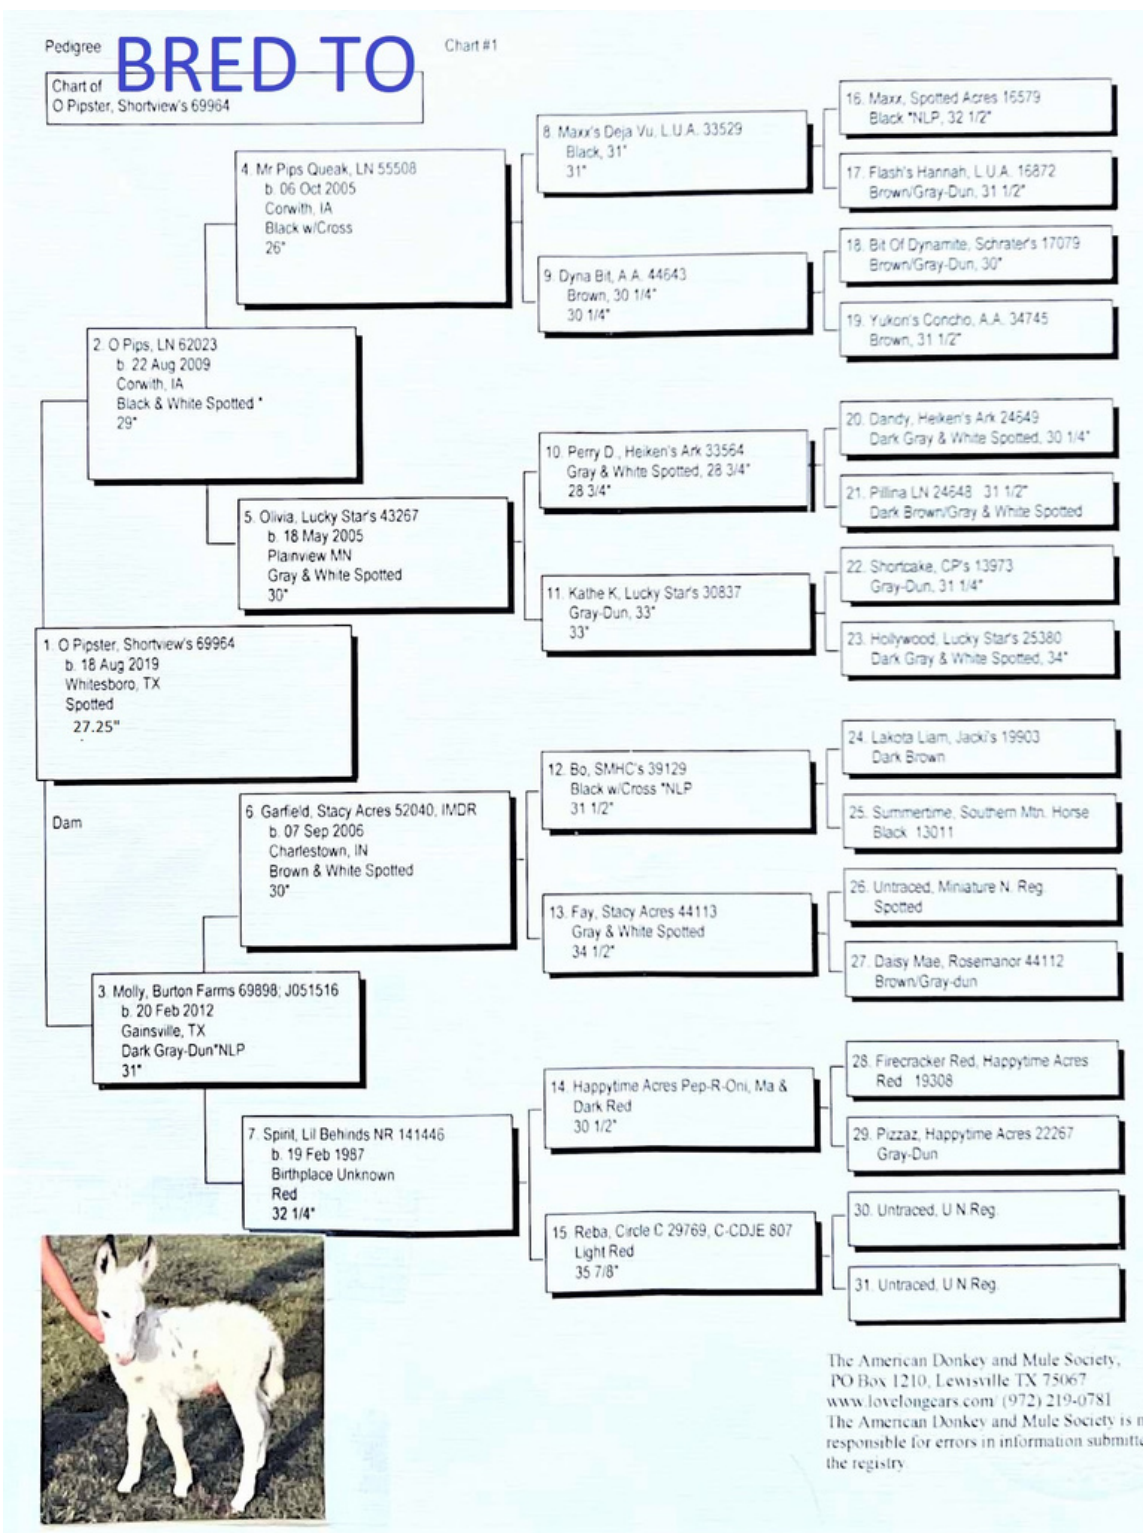 Pedigree
BRED TO
Chart #1
Chart of
O Pipster, Shortview's 69964
1. O Pipster, Shortview's 69964
b. 18 Aug 2019
Whitesboro, TX
Spotted
27.25"
Dam
2. O Pips, LN 62023
b. 22 Aug 2009
Corwith, IA
Black & White Spotted *
29"
3. Molly, Burton Farms 69898; J051516
b. 20 Feb 2012
Gainsville, TX
Dark Gray-Dun*NLP
31"
4. Mr Pips Queak, LN 55508
b. 06 Oct 2005
Corwith, IA
Black w/Cross
26"
5. Olivia, Lucky Star's 43267
b. 18 May 2005
Plainview MN
Gray & White Spotted
30"
6. Garfield, Stacy Acres 52040, IMDR
b. 07 Sep 2006
Charlestown, IN
Brown & White Spotted
30"
7. Spirit, Lil Behinds NR 141446
b. 19 Feb 1987
Birthplace Unknown
Red
32 1/4"
8. Maxx's Deja Vu, L.U.A. 33529
Black, 31"
31"
9. Dyna Bit, A.A. 44643
Brown, 30 1/4"
30 1/4"
10. Perry D., Heiken's Ark 33564
Gray & White Spotted, 28 3/4"
28 3/4"
11. Kathe K, Lucky Star's 30837
Gray-Dun, 33"
33"
12. Bo, SMHC's 39129
Black w/Cross *NLP
31 1/2"
13. Fay, Stacy Acres 44113
Gray & White Spotted
34 1/2"
14. Happytime Acres Pep-R-Oni, Ma &
Dark Red
30 1/2"
15. Reba, Circle C 29769, C-CDJE 807
Light Red
35 7/8"
16. Maxx, Spotted Acres 16579
Black *NLP, 32 1/2"
17. Flash's Hannah, L.U.A. 16872
Brown/Gray-Dun, 31 1/2"
18. Bit Of Dynamite, Schrater's 17079
Brown/Gray-Dun, 30"
19. Yukon's Concho, A.A. 34745
Brown, 31 1/2"
20. Dandy, Heiken's Ark 24649
Dark Gray & White Spotted, 30 1/4"
21. Pillina LN 24648 31 1/2"
Dark Brown/Gray & White Spotted
22. Shortcake, CP's 13973
Gray-Dun, 31 1/4"
23. Hollywood, Lucky Star's 25380
Dark Gray & White Spotted, 34"
24. Lakota Liam, Jacki's 19903
Dark Brown
25. Summertime, Southern Mtn. Horse
Black 13011
26. Untraced, Miniature N. Reg.
Spotted
27. Daisy Mae, Rosemanor 44112
Brown/Gray-dun
28. Firecracker Red, Happytime Acres
Red 19308
29. Pizzaz, Happytime Acres 22267
Gray-Dun
30. Untraced, U N Reg.
31. Untraced, U N Reg.
The American Donkey and Mule Society,
PO Box 1210, Lewisville TX 75067
www.lovelongears.com/ (972) 219-0781
The American Donkey and Mule Society is n
responsible for errors in information submitte
the registry.